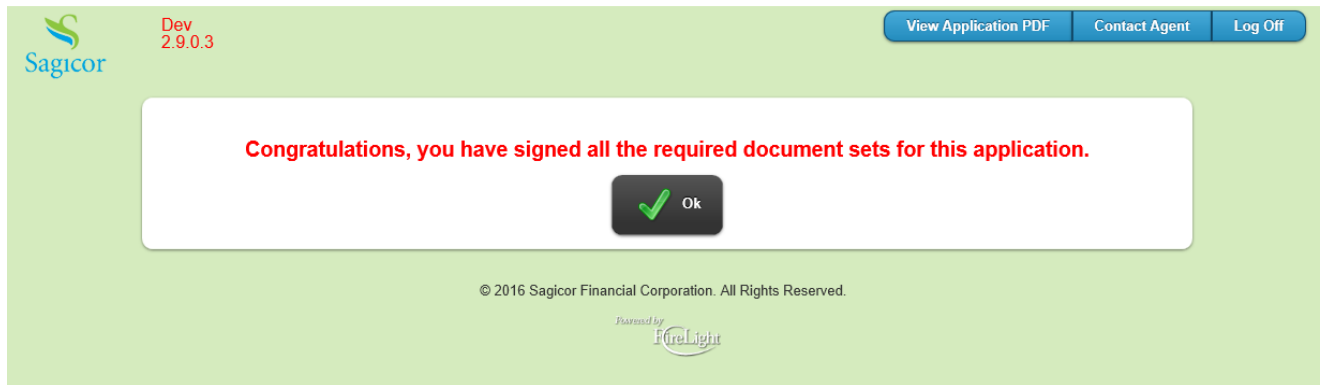 Sagicor
Dev
2.9.0.3
View Application PDF
Contact Agent
Log Off
Congratulations, you have signed all the required document sets for this application.
Ok
© 2016 Sagicor Financial Corporation. All Rights Reserved.
Powered by
FireLight